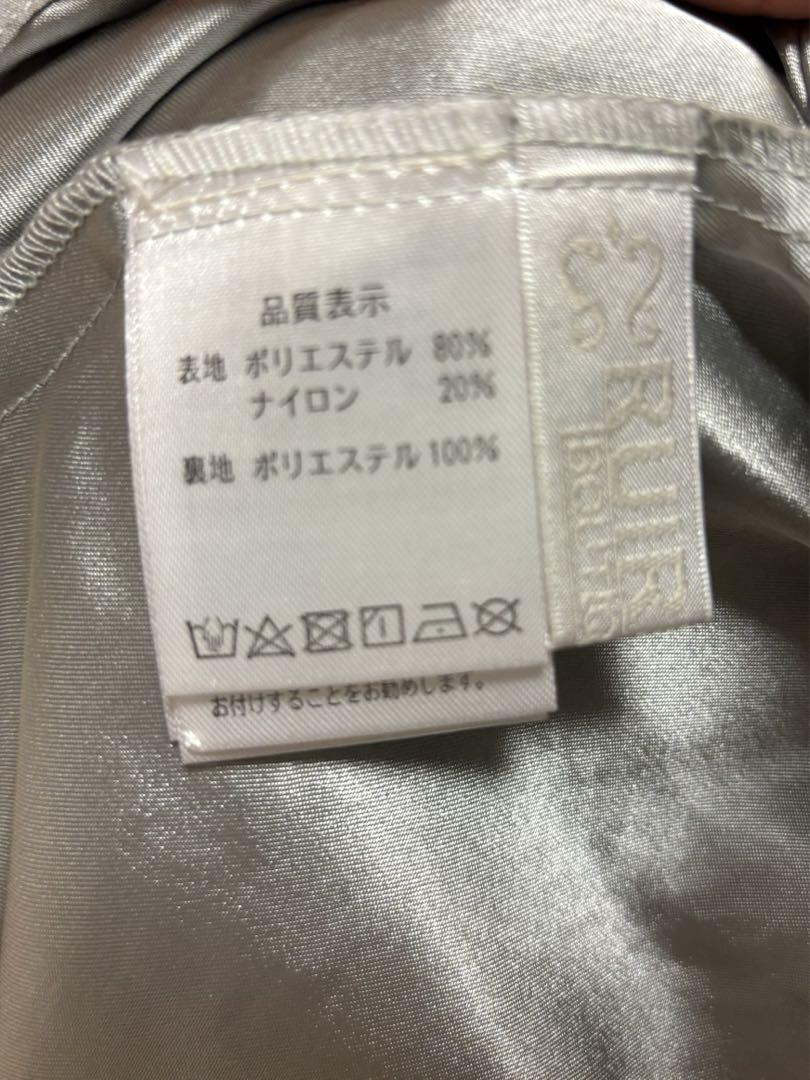 品質表示
表地 ポリエステル 80%
ナイロン 20%
裏地 ポリエステル 100%
お付けすることをお勧めします。
RUIR